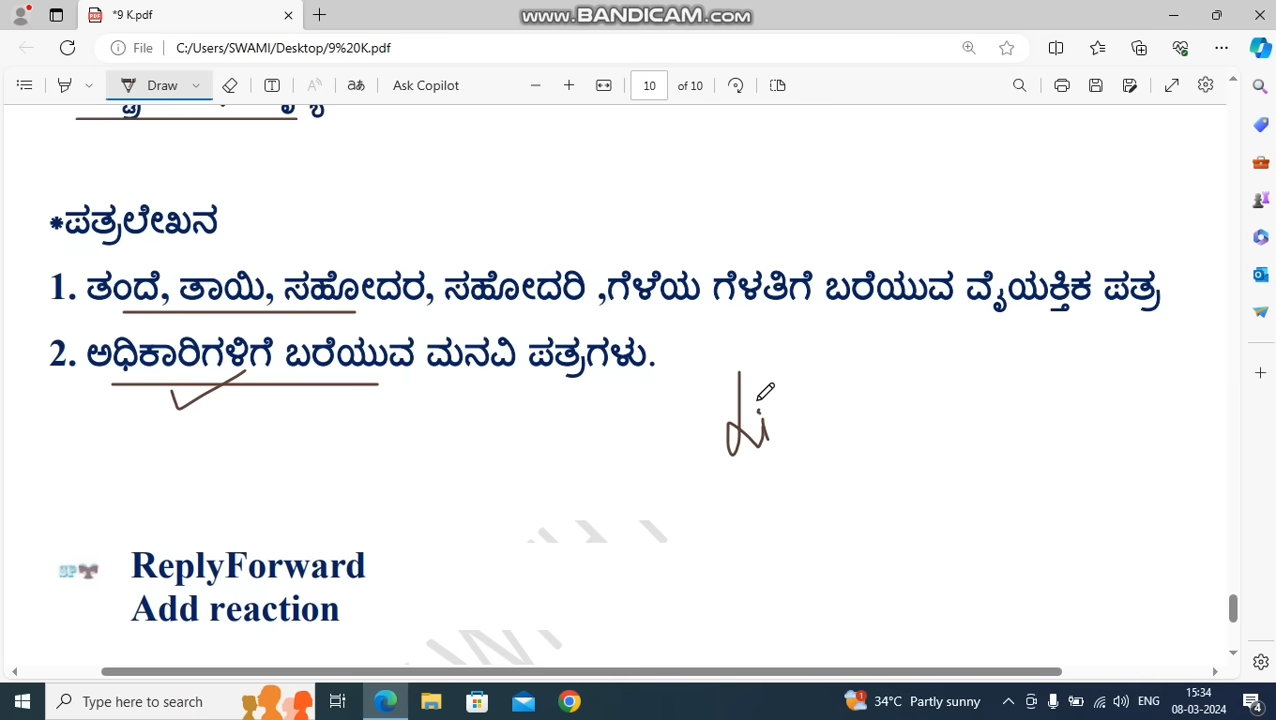 *9 K.pdf
www.BANDICAM.com
File C:/Users/SWAMI/Desktop/9%20K.pdf
Draw Ask Copilot 10 of 10
*ಪತ್ರಲೇಖನ
1. ತಂದೆ, ತಾಯಿ, ಸಹೋದರ, ಸಹೋದರಿ ,ಗೆಳೆಯ ಗೆಳತಿಗೆ ಬರೆಯುವ ವೈಯಕ್ತಿಕ ಪತ್ರ
2. ಅಧಿಕಾರಿಗಳಿಗೆ ಬರೆಯುವ ಮನವಿ ಪತ್ರಗಳು.
Li
SP
ReplyForward
Add reaction
Type here to search
34°C Partly sunny
ENG
15:34
08-03-2024